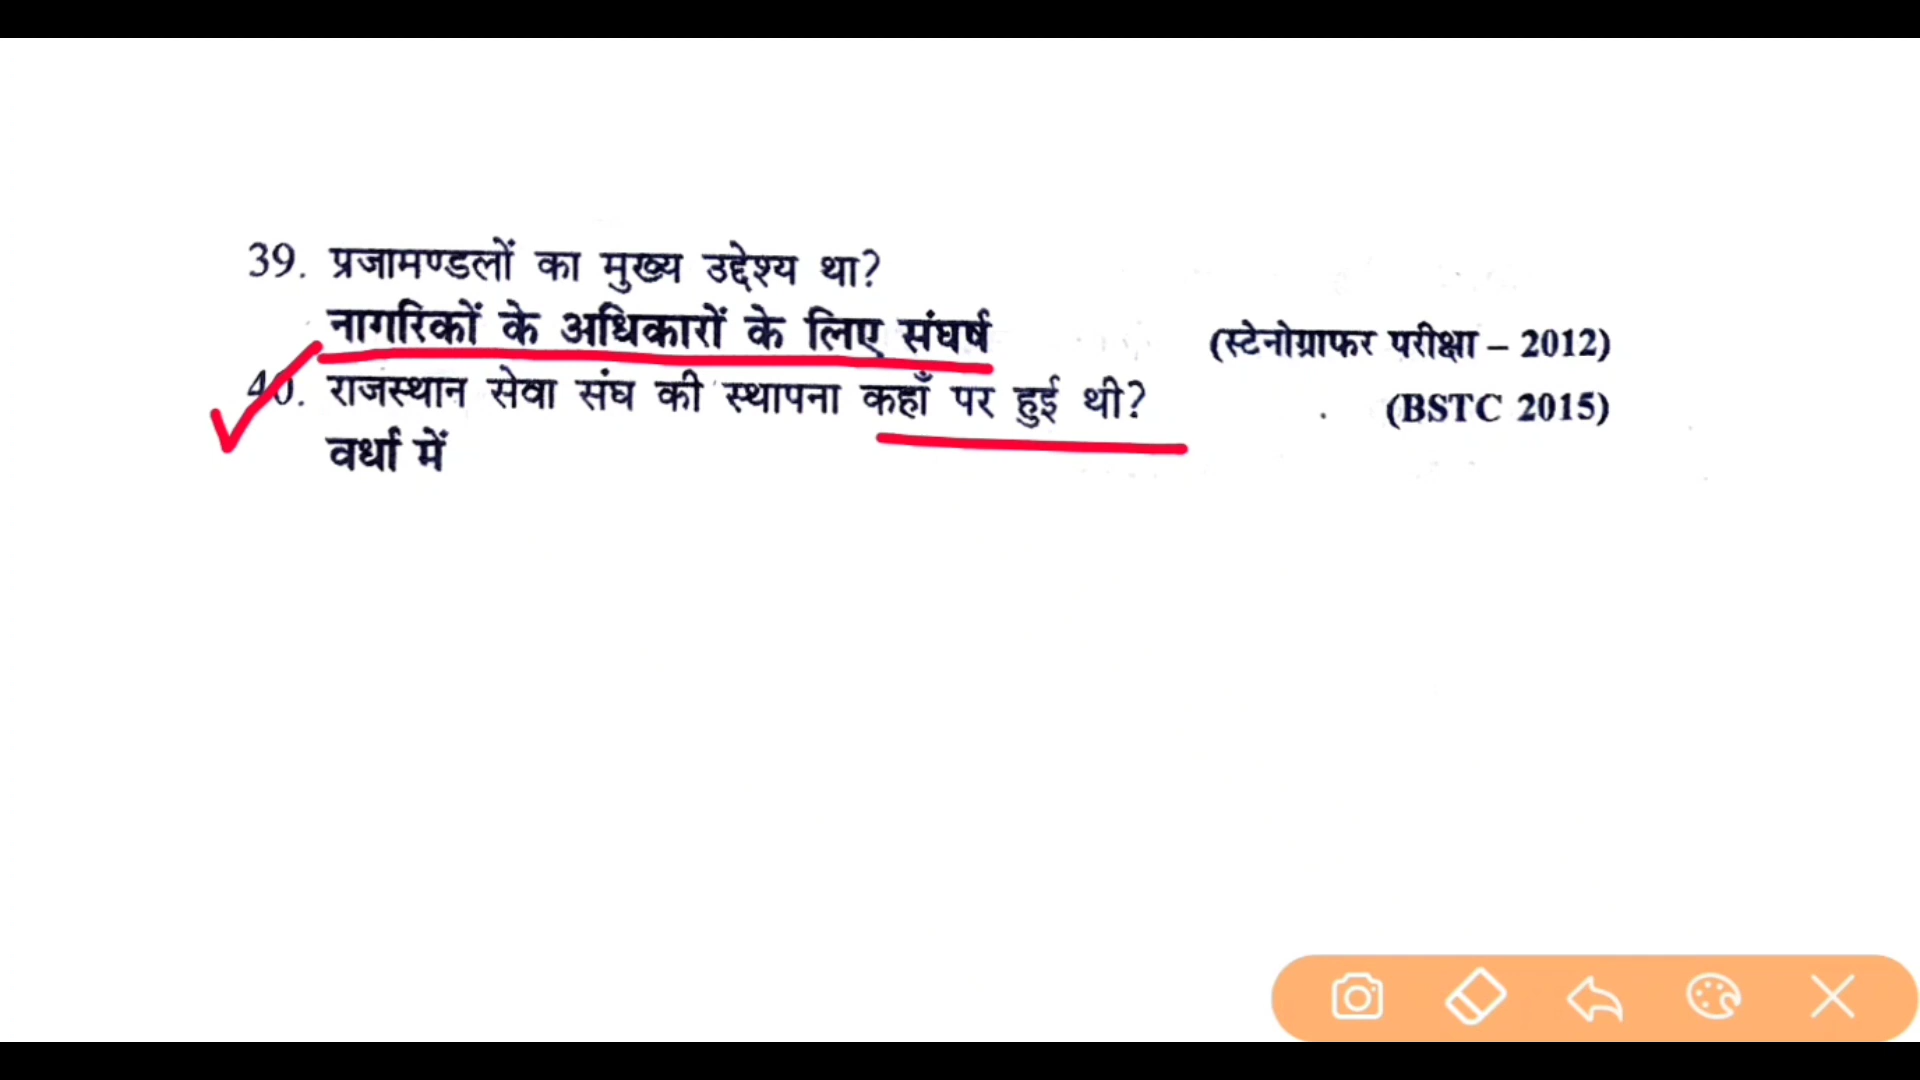 39. प्रजामण्डलों का मुख्य उद्देश्य था?
नागरिकों के अधिकारों के लिए संघर्ष (स्टेनोग्राफर परीक्षा – 2012)
40. राजस्थान सेवा संघ की स्थापना कहाँ पर हुई थी? (BSTC 2015)
वर्धा में